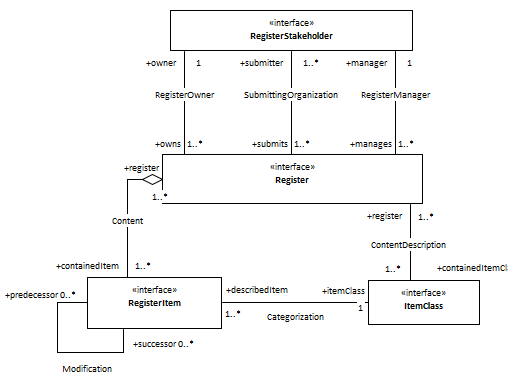 «interface»
RegisterStakeholder
+owner 1 +submitter 1..* +manager 1
RegisterOwner SubmittingOrganization RegisterManager
+owns 1..* +submits 1..* +manages 1..*
«interface»
Register
+register
1..*
+register 1..*
Content
ContentDescription
+containedItem 1..*
1..* +containedItemCl
«interface»
RegisterItem
+predecessor 0..*
+describedItem +itemClass
1..* 1
Categorization
«interface»
ItemClass
+successor 0..*
Modification